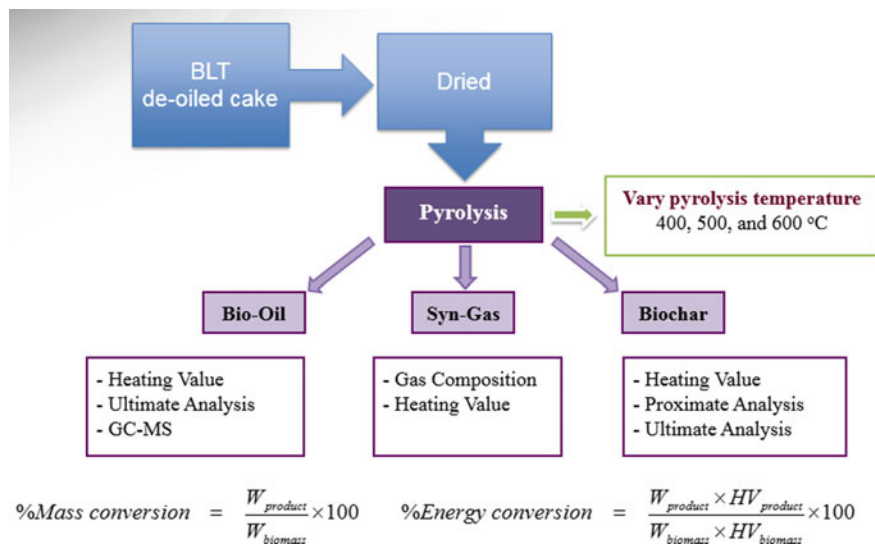 BLT
de-oiled cake
Dried
Pyrolysis
Vary pyrolysis temperature
400, 500, and 600 °C
Bio-Oil
Syn-Gas
Biochar
- Heating Value
- Ultimate Analysis
- GC-MS
- Gas Composition
- Heating Value
- Heating Value
- Proximate Analysis
- Ultimate Analysis
%Mass conversion = W_product / W_biomass ×100
%Energy conversion = W_product × HV_product / W_biomass × HV_biomass ×100